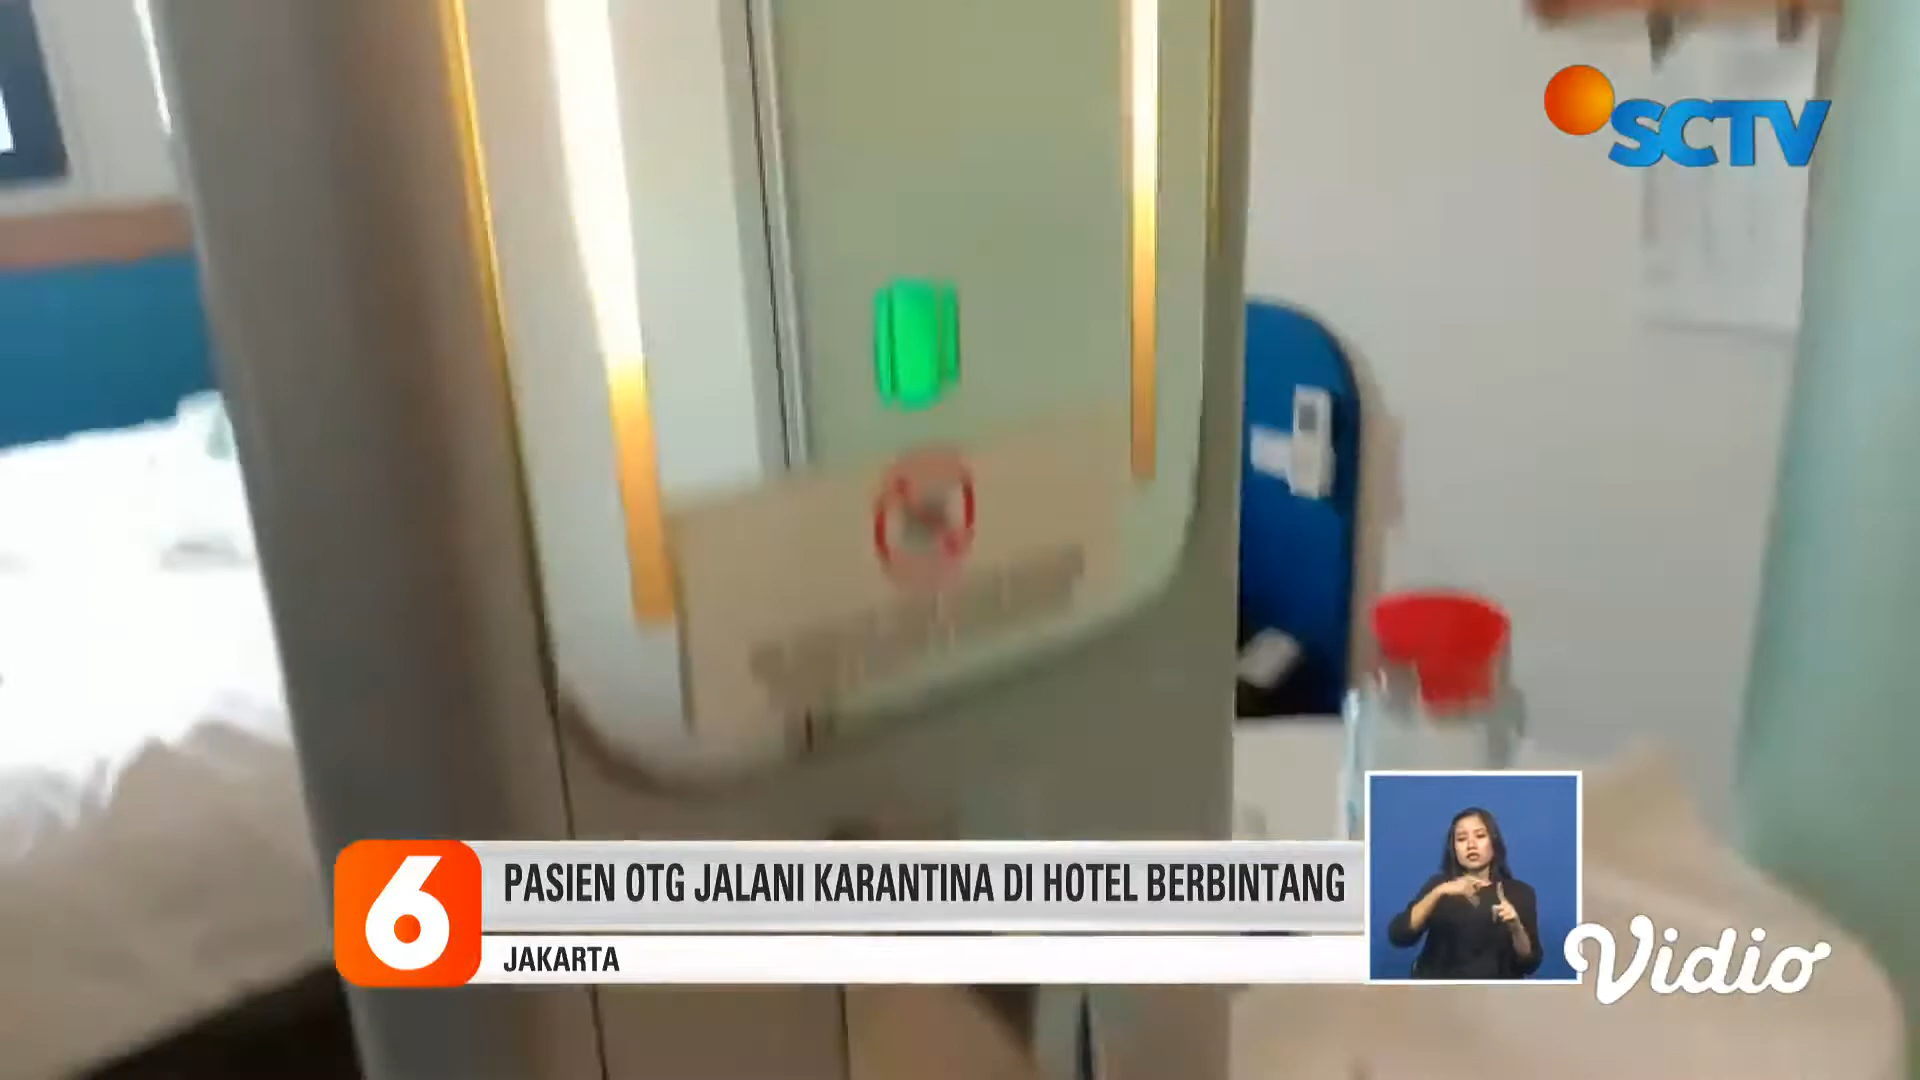 SCTV
6
PASIEN OTG JALANI KARANTINA DI HOTEL BERBINTANG
JAKARTA
Vidio